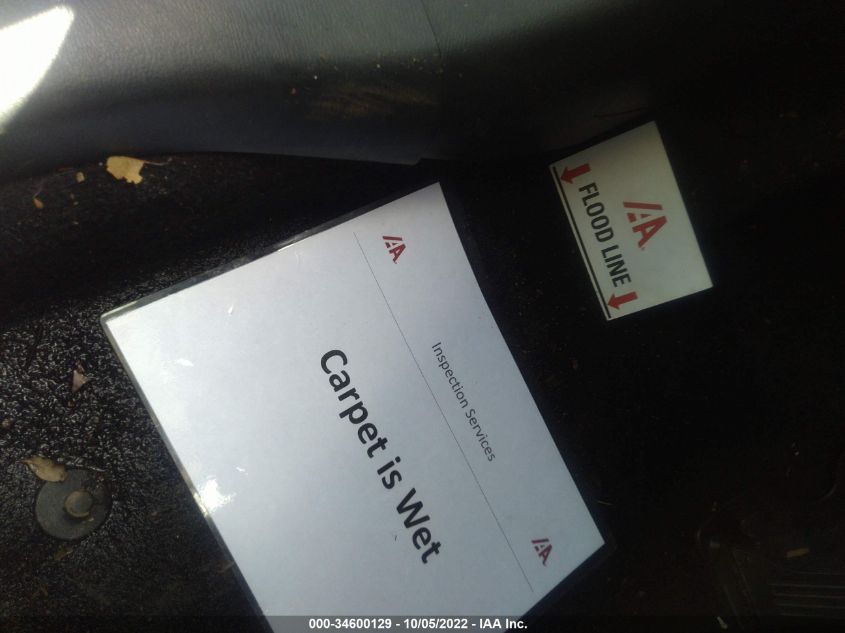 IAA
FLOOD LINE
IAA
Inspection Services
IAA
Carpet is Wet
000-34600129 - 10/05/2022 - IAA Inc.